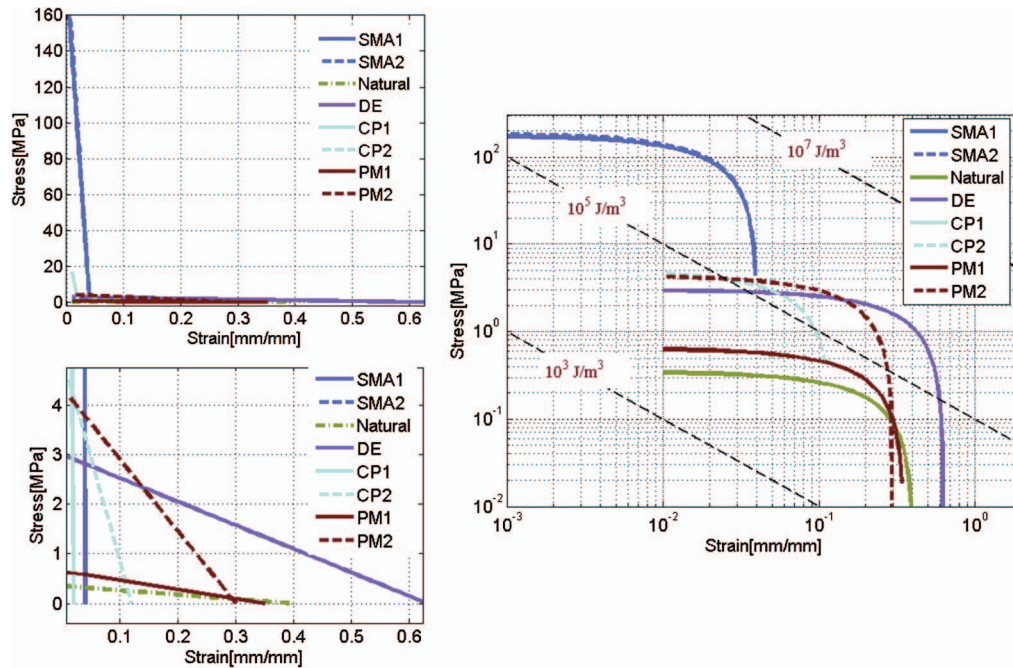 160
140
120
100
80
60
40
20
0
Stress[MPa]
SMA1
SMA2
Natural
DE
CP1
CP2
PM1
PM2
0 0.1 0.2 0.3 0.4 0.5 0.6
Strain[mm/mm]
4
3
2
1
0
Stress[MPa]
SMA1
SMA2
Natural
DE
CP1
CP2
PM1
PM2
0.1 0.2 0.3 0.4 0.5 0.6
Strain[mm/mm]
10^2
10^1
10^0
10^-1
10^-2
Stress[MPa]
10^7 J/m^3
10^5 J/m^3
10^3 J/m^3
SMA1
SMA2
Natural
DE
CP1
CP2
PM1
PM2
10^-3 10^-2 10^-1 10^0
Strain[mm/mm]